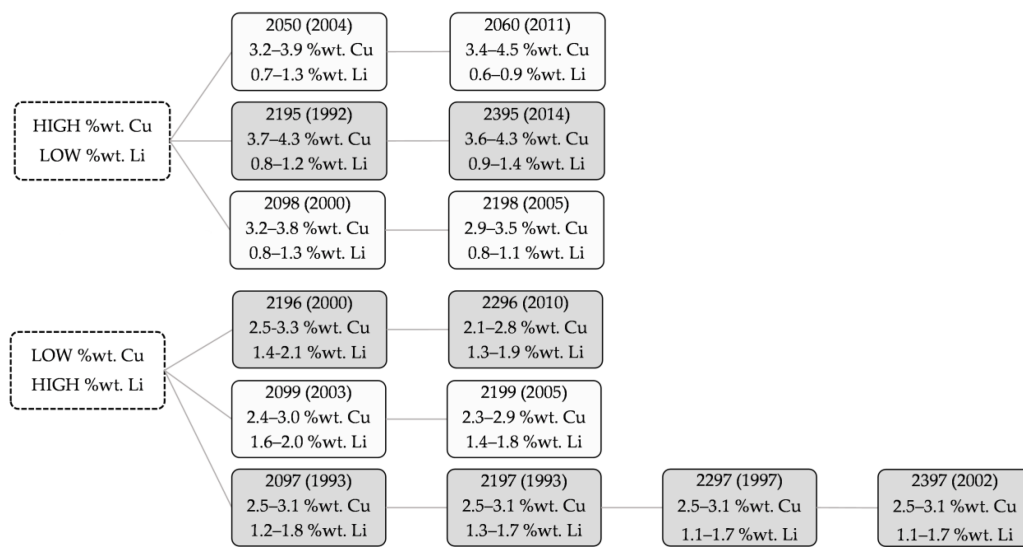 HIGH %wt. Cu
LOW %wt. Li
2050 (2004)
3.2–3.9 %wt. Cu
0.7–1.3 %wt. Li
2060 (2011)
3.4–4.5 %wt. Cu
0.6–0.9 %wt. Li
2195 (1992)
3.7–4.3 %wt. Cu
0.8–1.2 %wt. Li
2395 (2014)
3.6–4.3 %wt. Cu
0.9–1.4 %wt. Li
2098 (2000)
3.2–3.8 %wt. Cu
0.8–1.3 %wt. Li
2198 (2005)
2.9–3.5 %wt. Cu
0.8–1.1 %wt. Li
LOW %wt. Cu
HIGH %wt. Li
2196 (2000)
2.5-3.3 %wt. Cu
1.4-2.1 %wt. Li
2296 (2010)
2.1–2.8 %wt. Cu
1.3–1.9 %wt. Li
2099 (2003)
2.4–3.0 %wt. Cu
1.6–2.0 %wt. Li
2199 (2005)
2.3–2.9 %wt. Cu
1.4–1.8 %wt. Li
2097 (1993)
2.5–3.1 %wt. Cu
1.2–1.8 %wt. Li
2197 (1993)
2.5–3.1 %wt. Cu
1.3–1.7 %wt. Li
2297 (1997)
2.5–3.1 %wt. Cu
1.1–1.7 %wt. Li
2397 (2002)
2.5–3.1 %wt. Cu
1.1–1.7 %wt. Li